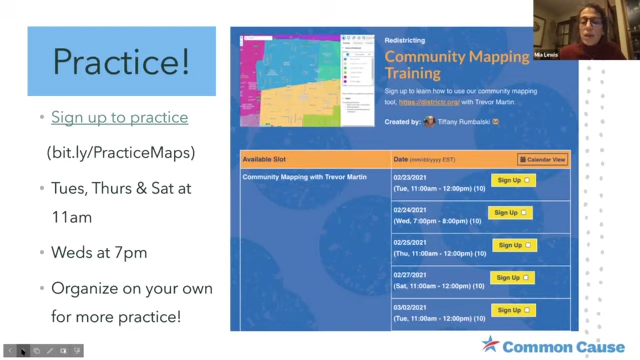 Practice!
Sign up to practice
(bit.ly/PracticeMaps)
Tues, Thurs & Sat at
11am
Weds at 7pm
Organize on your own
for more practice!
Redistricting
Community Mapping
Training
Sign up to learn how to use our community mapping
tool, https://districtr.org/ with Trevor Martin.
Created by: Tiffany Rumbalski
Available Slot
Date (mm/dd/yyyy EST)
Calendar View
Community Mapping with Trevor Martin
02/23/2021
(Tue, 11:00am - 12:00pm) (10)
Sign Up
02/24/2021
(Wed, 7:00pm - 8:00pm) (10)
Sign Up
02/25/2021
(Thu, 11:00am - 12:00pm) (10)
Sign Up
02/27/2021
(Sat, 11:00am - 12:00pm) (10)
Sign Up
03/02/2021
(Tue, 11:00am - 12:00pm) (10)
Sign Up
Common Cause